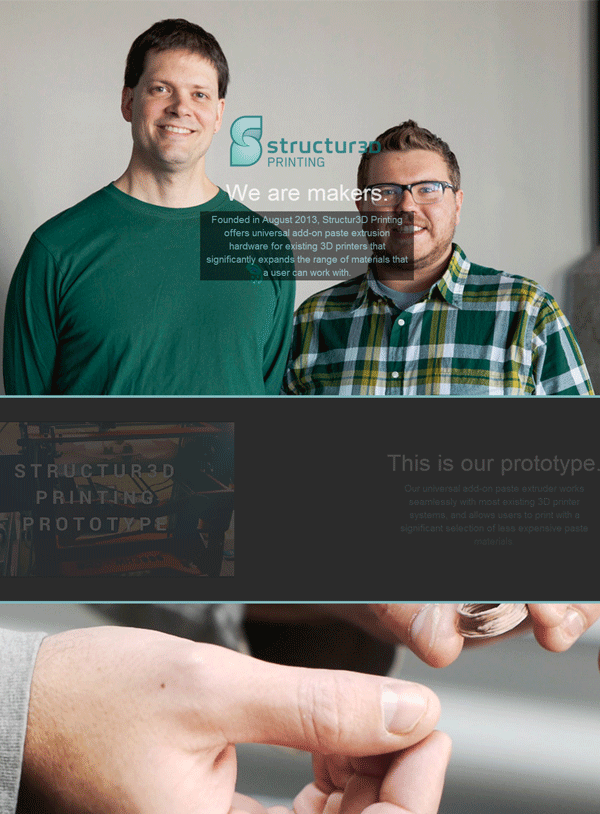 structur3D
PRINTING
We are makers.
Founded in August 2013, Structur3D Printing
offers universal add-on paste extrusion
hardware for existing 3D printers that
significantly expands the range of materials that
a user can work with.
STRUCTUR3D
PRINTING
PROTOTYPE
This is our prototype.
Our universal add-on paste extruder works
seamlessly with most existing 3D printer
systems, and allows users to print with a
significant selection of less expensive paste
materials.